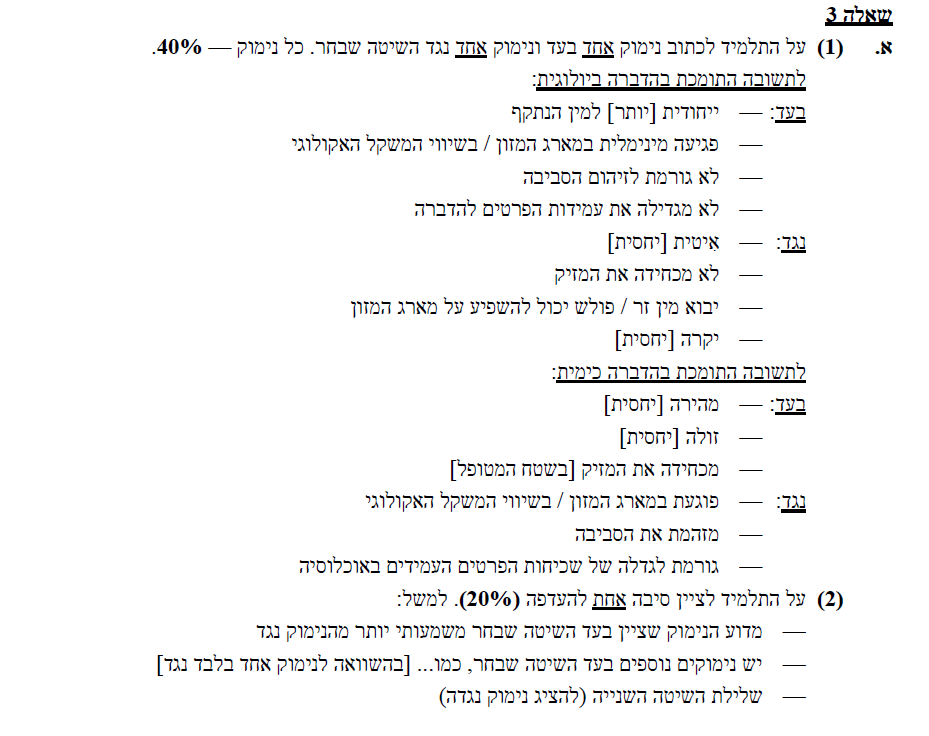 שאלה 3
א. (1) על התלמיד לכתוב נימוק אחד בעד ונימוק אחד נגד השיטה שבחר. כל נימוק — 40%.
לתשובה התומכת בהדברה ביולוגית:
בעד: — ייחודית [יותר] למין הנתקף
— פגיעה מינימלית במארג המזון / בשיווי המשקל האקולוגי
— לא גורמת לזיהום הסביבה
— לא מגדילה את עמידות הפרטים להדברה
נגד: — אִיטית [יחסית]
— לא מכחידה את המזיק
— יבוא מין זר / פולש יכול להשפיע על מארג המזון
— יקרה [יחסית]
לתשובה התומכת בהדברה כימית:
בעד: — מהירה [יחסית]
— זולה [יחסית]
— מכחידה את המזיק [בשטח המטופל]
נגד: — פוגעת במארג המזון / בשיווי המשקל האקולוגי
— מזהמת את הסביבה
— גורמת לגדלה של שכיחות הפרטים העמידים באוכלוסיה
(2) על התלמיד לציין סיבה אחת להעדפה (20%). למשל:
— מדוע הנימוק שציין בעד השיטה שבחר משמעותי יותר מהנימוק נגד
— יש נימוקים נוספים בעד השיטה שבחר, כמו... [בהשוואה לנימוק אחד בלבד נגד]
— שלילת השיטה השנייה (להציג נימוק נגדה)